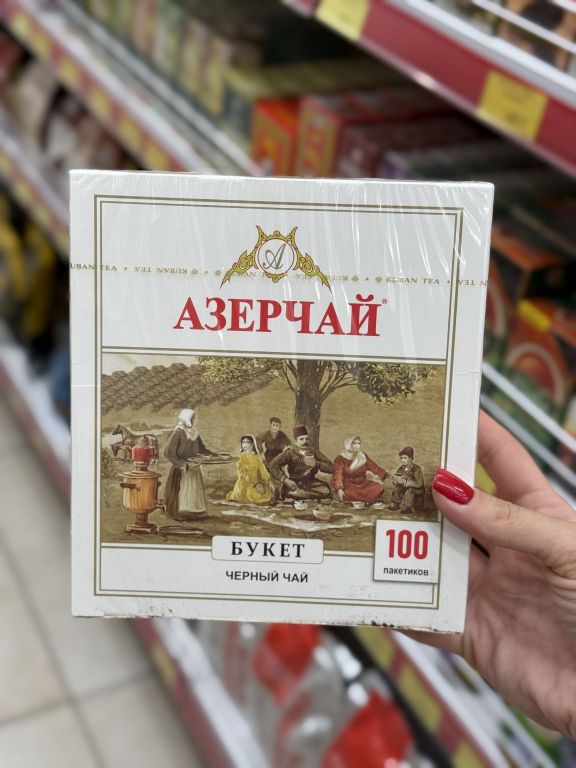 А
KUBAN TEA
KUBAN TEA
АЗЕРЧАЙ®
БУКЕТ
ЧЕРНЫЙ ЧАЙ
100
пакетиков